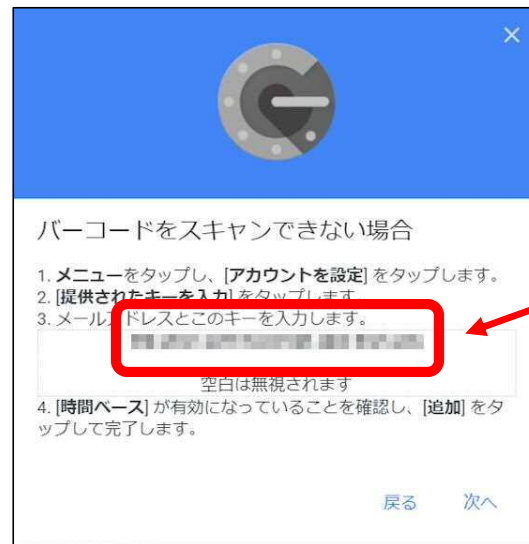 バーコードをスキャンできない場合
1. メニューをタップし、[アカウントを設定] をタップします。
2. [提供されたキーを入力] をタップします。
3. メールアドレスとこのキーを入力します。
空白は無視されます
4. [時間ベース] が有効になっていることを確認し、[追加] をタ
ップして完了します。
戻る 次へ